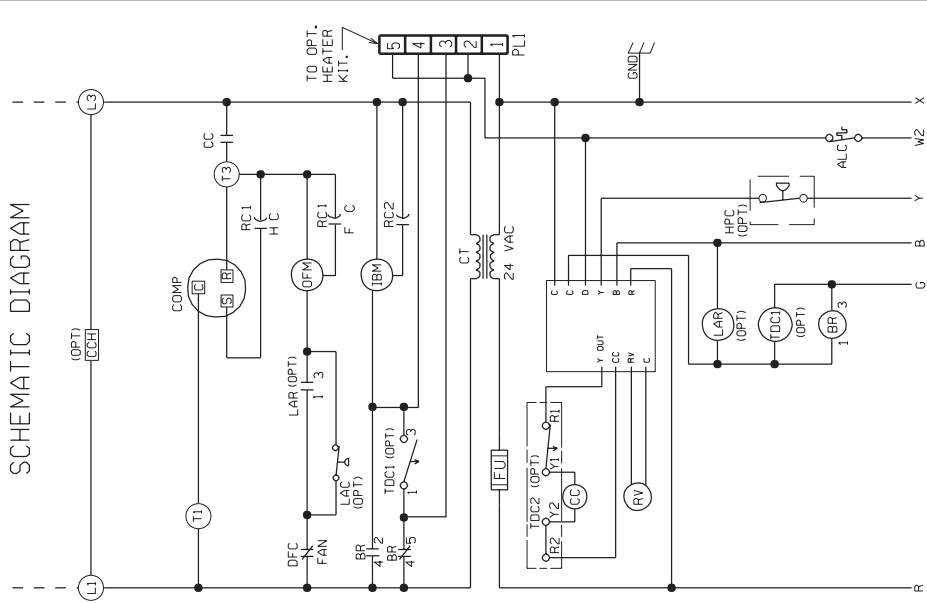 SCHEMATIC DIAGRAM
L1
L3
(OPT)
CCH
T1
COMP
C
S
R
T3
CC
RC1
H C
DFC
FAN
LAR (OPT)
1 3
LAC
(OPT)
OFM
RC1
F C
BR
4 2
BR
4 5
TDC1 (OPT)
1 3
IBM
RC2
TO OPT.
HEATER
KIT.
5
4
3
2
1
PL1
CT
24 VAC
FU
GND
TDC2 (OPT)
R2
Y2
Y1
R1
CC
RV
Y OUT
CC
RV
C
C
C
D
Y
B
R
LAR
(OPT)
TDC1
(OPT)
BR
1 3
HPC
(OPT)
ALC
X
W2
Y
B
G
R